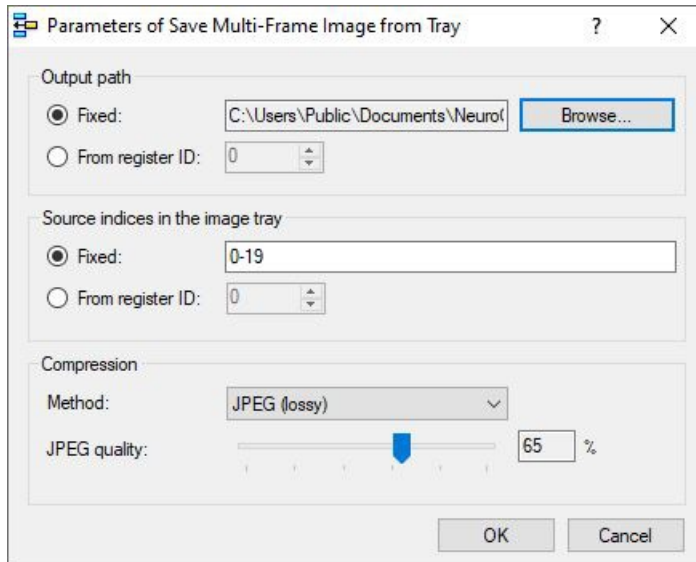 Parameters of Save Multi-Frame Image from Tray ?
Output path
Fixed: C:\Users\Public\Documents\Neuro( Browse...
From register ID: 0
Source indices in the image tray
Fixed: 0-19
From register ID: 0
Compression
Method: JPEG (lossy)
JPEG quality: 65 %
OK Cancel